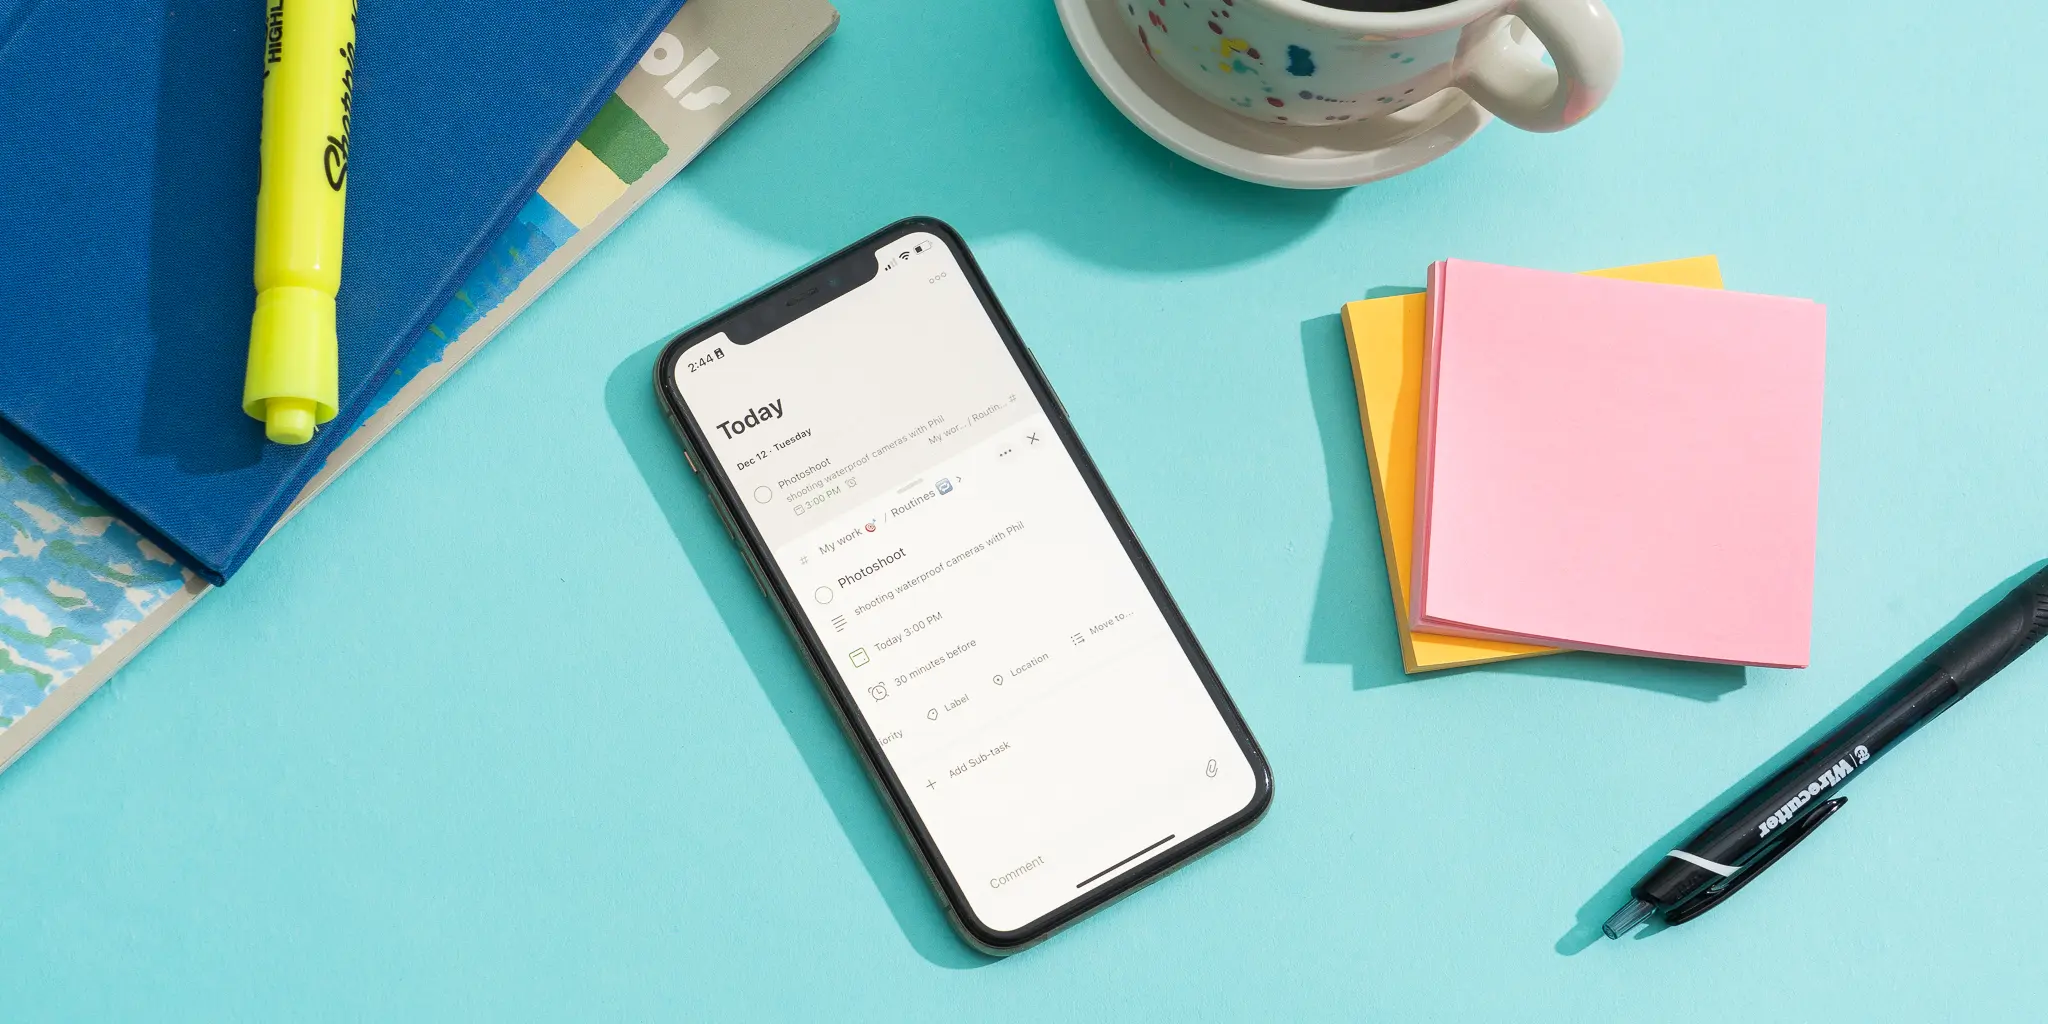 HIGHL
Sharpie
ols
2:44
Today
Dec 12 · Tuesday
Photoshoot
shooting waterproof cameras with Phil
3:00 PM
My wor... / Routin... #
# My work 🎯 / Routines 🔁 >
Photoshoot
shooting waterproof cameras with Phil
Today 3:00 PM
30 minutes before
iority
Label
Location
Move to...
+ Add Sub-task
Comment
Wirecutter